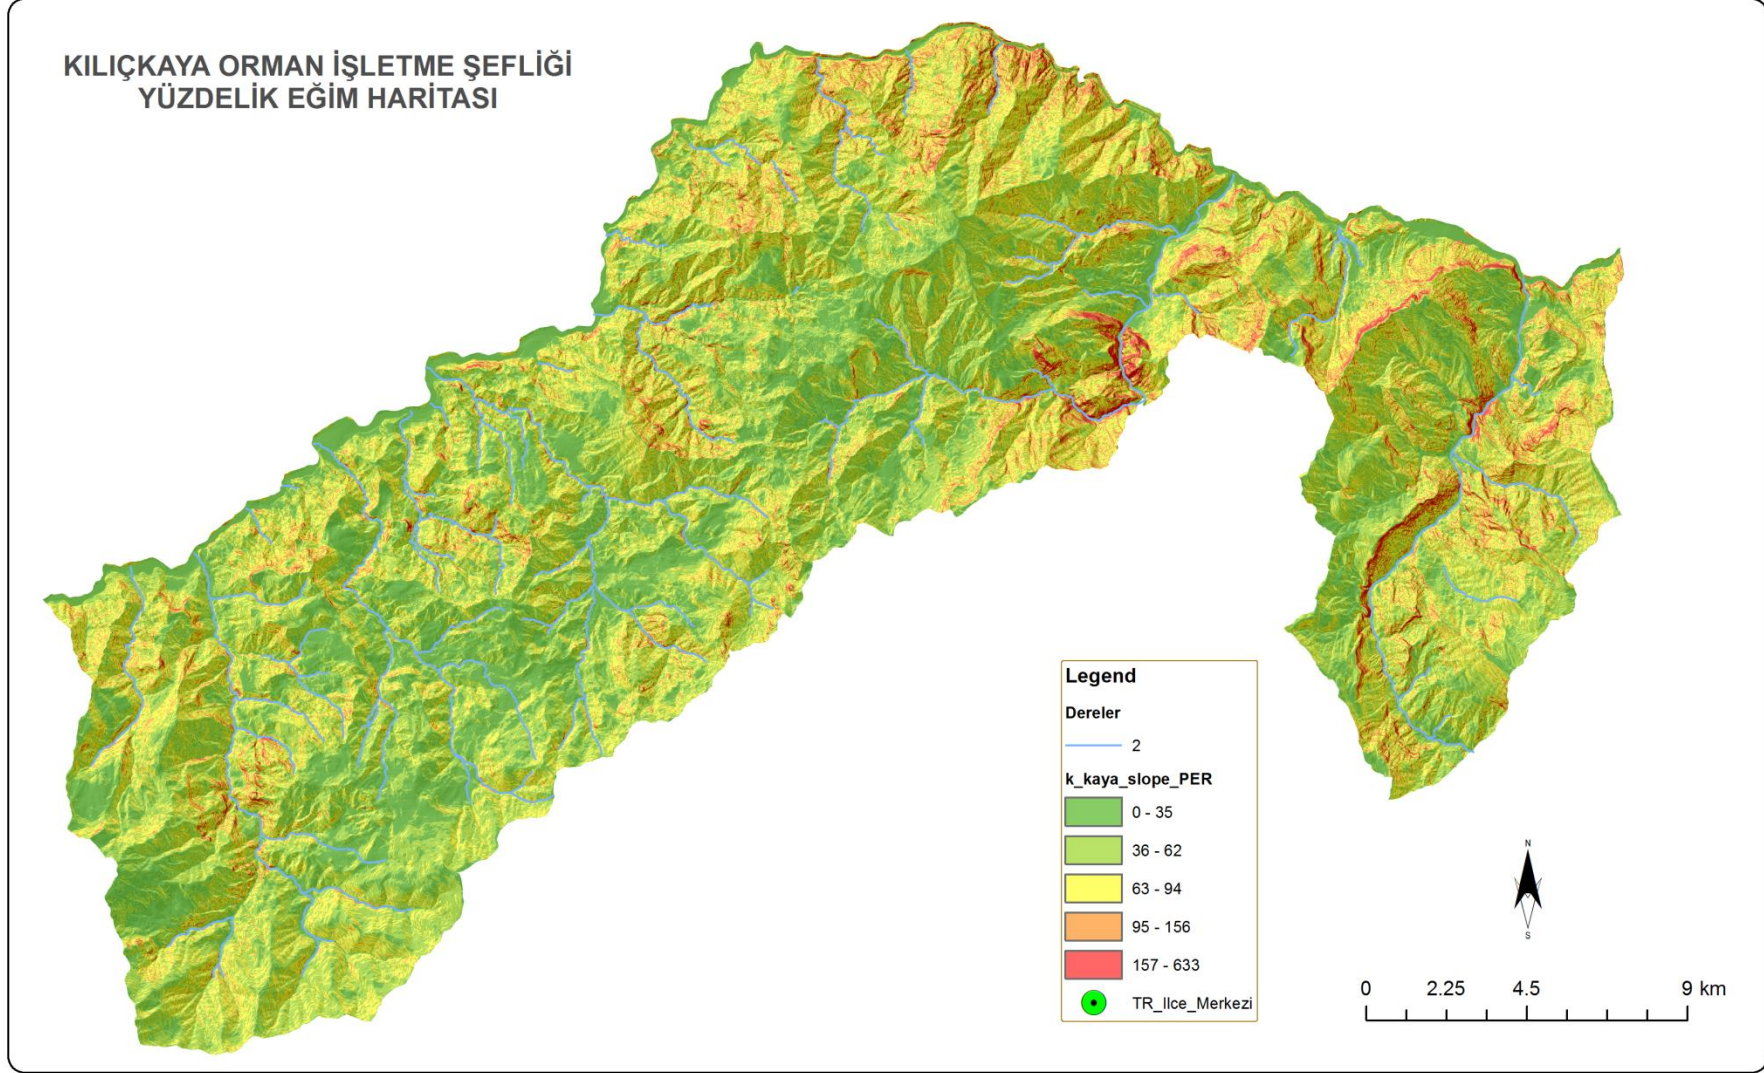 KILIÇKAYA ORMAN İŞLETME ŞEFLİĞİ
YÜZDELİK EĞİM HARİTASI
Legend
Dereler
2
k_kaya_slope_PER
0 - 35
36 - 62
63 - 94
95 - 156
157 - 633
TR_Ilce_Merkezi
N
S
0 2.25 4.5 9 km